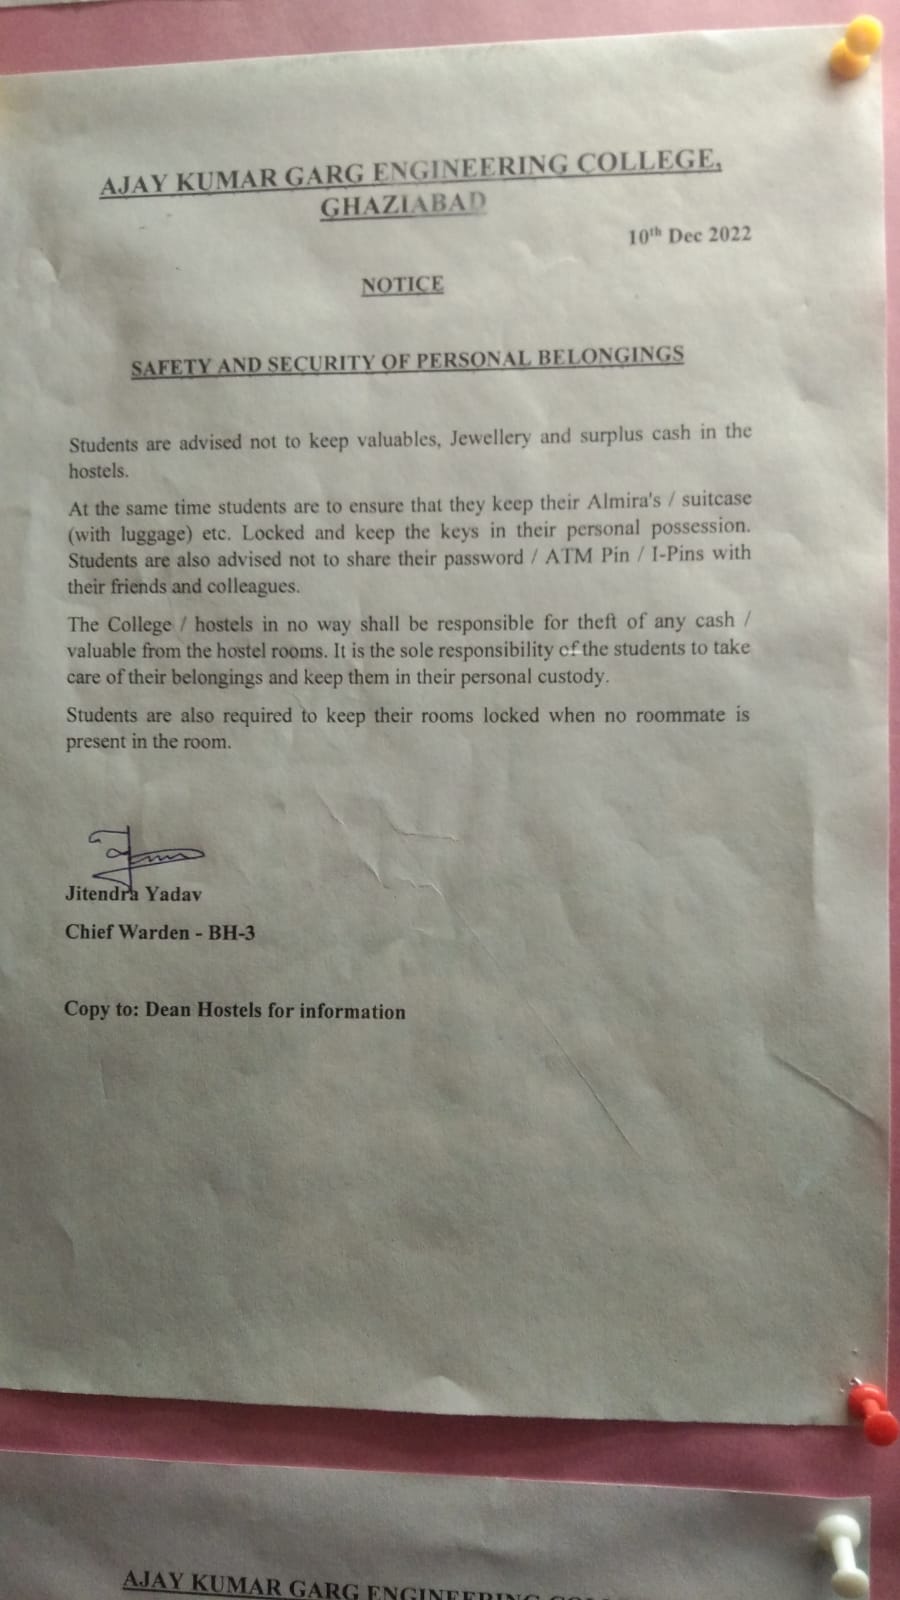 AJAY KUMAR GARG ENGINEERING COLLEGE,
GHAZIABAD
10th Dec 2022
NOTICE
SAFETY AND SECURITY OF PERSONAL BELONGINGS
Students are advised not to keep valuables, Jewellery and surplus cash in the
hostels.
At the same time students are to ensure that they keep their Almira's / suitcase
(with luggage) etc. Locked and keep the keys in their personal possession.
Students are also advised not to share their password / ATM Pin / I-Pins with
their friends and colleagues.
The College / hostels in no way shall be responsible for theft of any cash /
valuable from the hostel rooms. It is the sole responsibility of the students to take
care of their belongings and keep them in their personal custody.
Students are also required to keep their rooms locked when no roommate is
present in the room.
Jitendra Yadav
Chief Warden - BH-3
Copy to: Dean Hostels for information
AJAY KUMAR GARG ENGINEERING